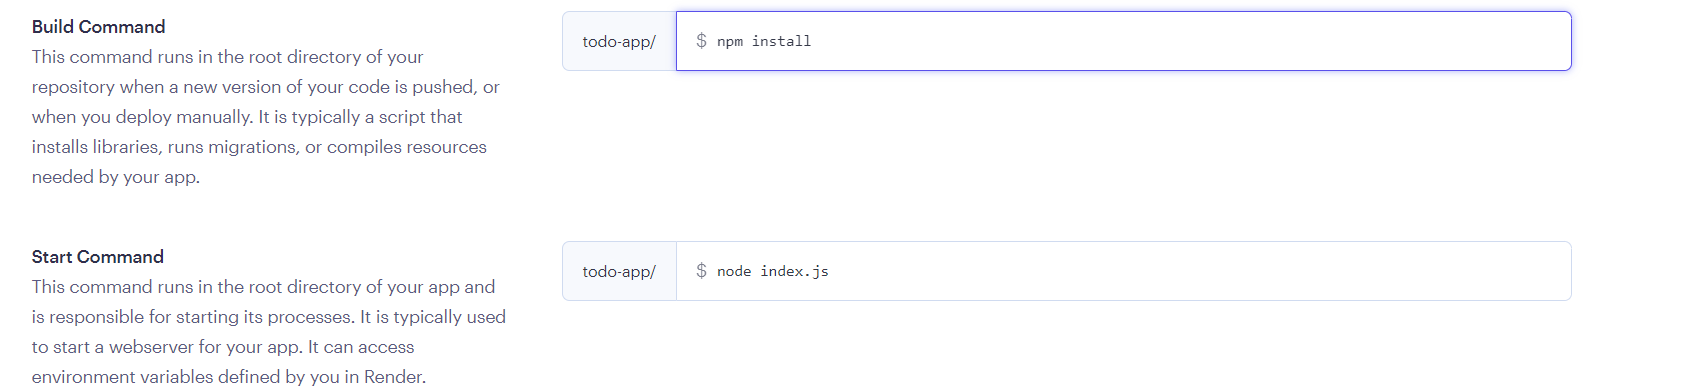 Build Command
This command runs in the root directory of your
repository when a new version of your code is pushed, or
when you deploy manually. It is typically a script that
installs libraries, runs migrations, or compiles resources
needed by your app.
todo-app/ $ npm install
Start Command
This command runs in the root directory of your app and
is responsible for starting its processes. It is typically used
to start a webserver for your app. It can access
environment variables defined by you in Render.
todo-app/ $ node index.js